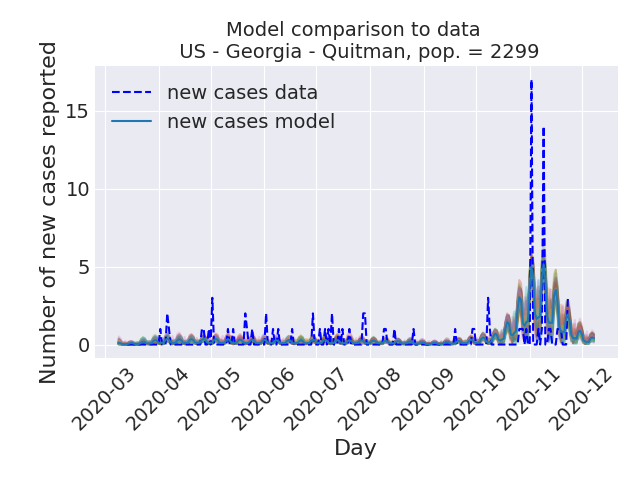 Model comparison to data
US - Georgia - Quitman, pop. = 2299
Number of new cases reported
new cases data
new cases model
15
10
5
0
2020-03
2020-04
2020-05
2020-06
2020-07
2020-08
2020-09
2020-10
2020-11
2020-12
Day